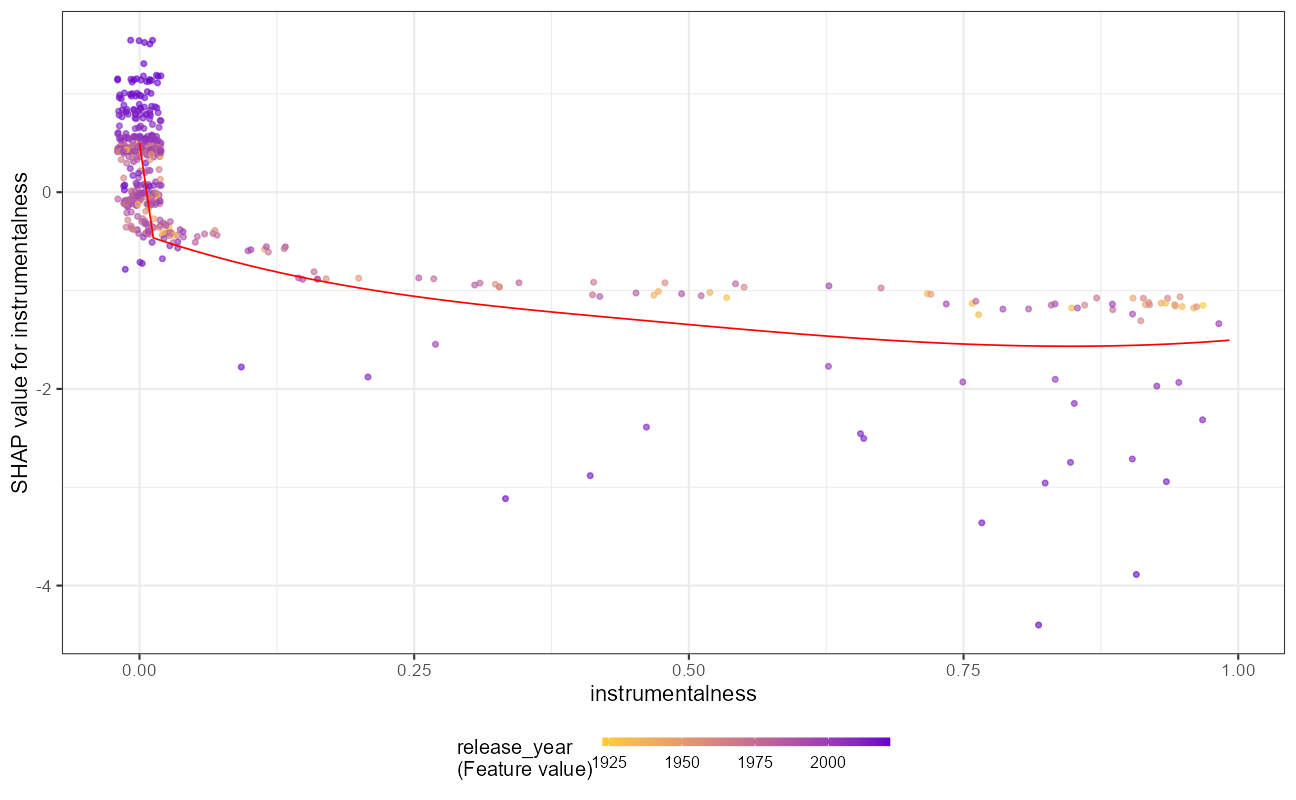 SHAP value for instrumentalness
0
-2
-4
0.00 0.25 0.50 0.75 1.00
instrumentalness
release_year
(Feature value)
1925 1950 1975 2000